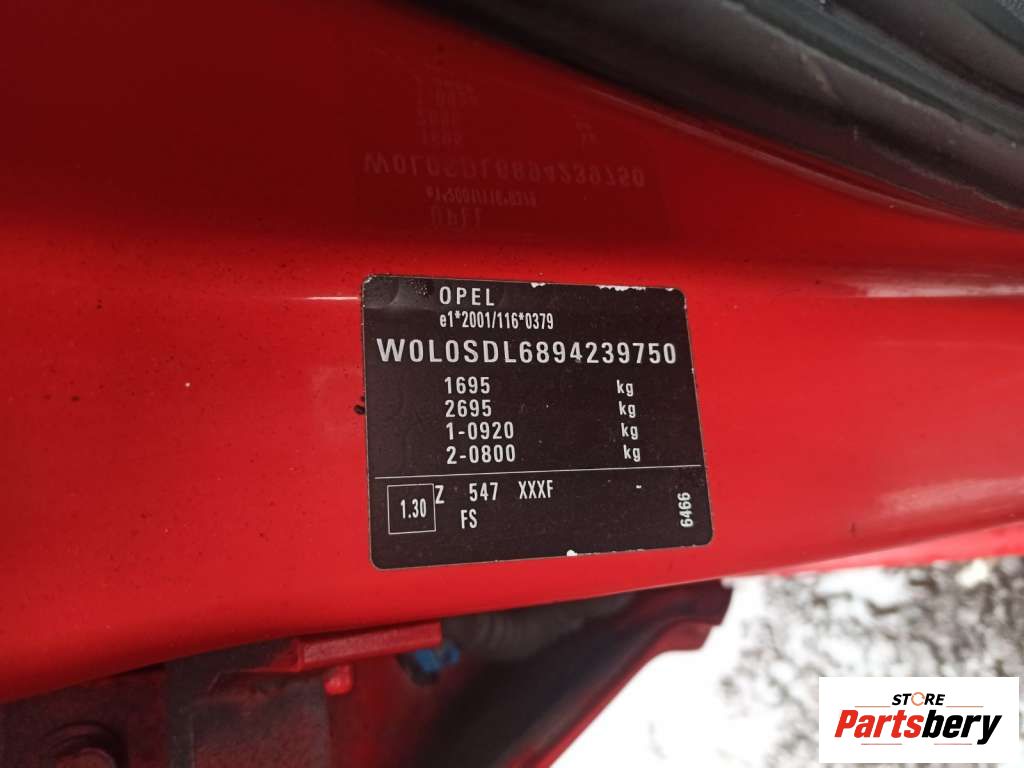 OPEL
e1*2001/116*0379
W0L0SDL6894239750
1695 kg
2695 kg
1-0920 kg
2-0800 kg
1.30 Z 547 XXXF -
FS
6466
STORE
Partsbery